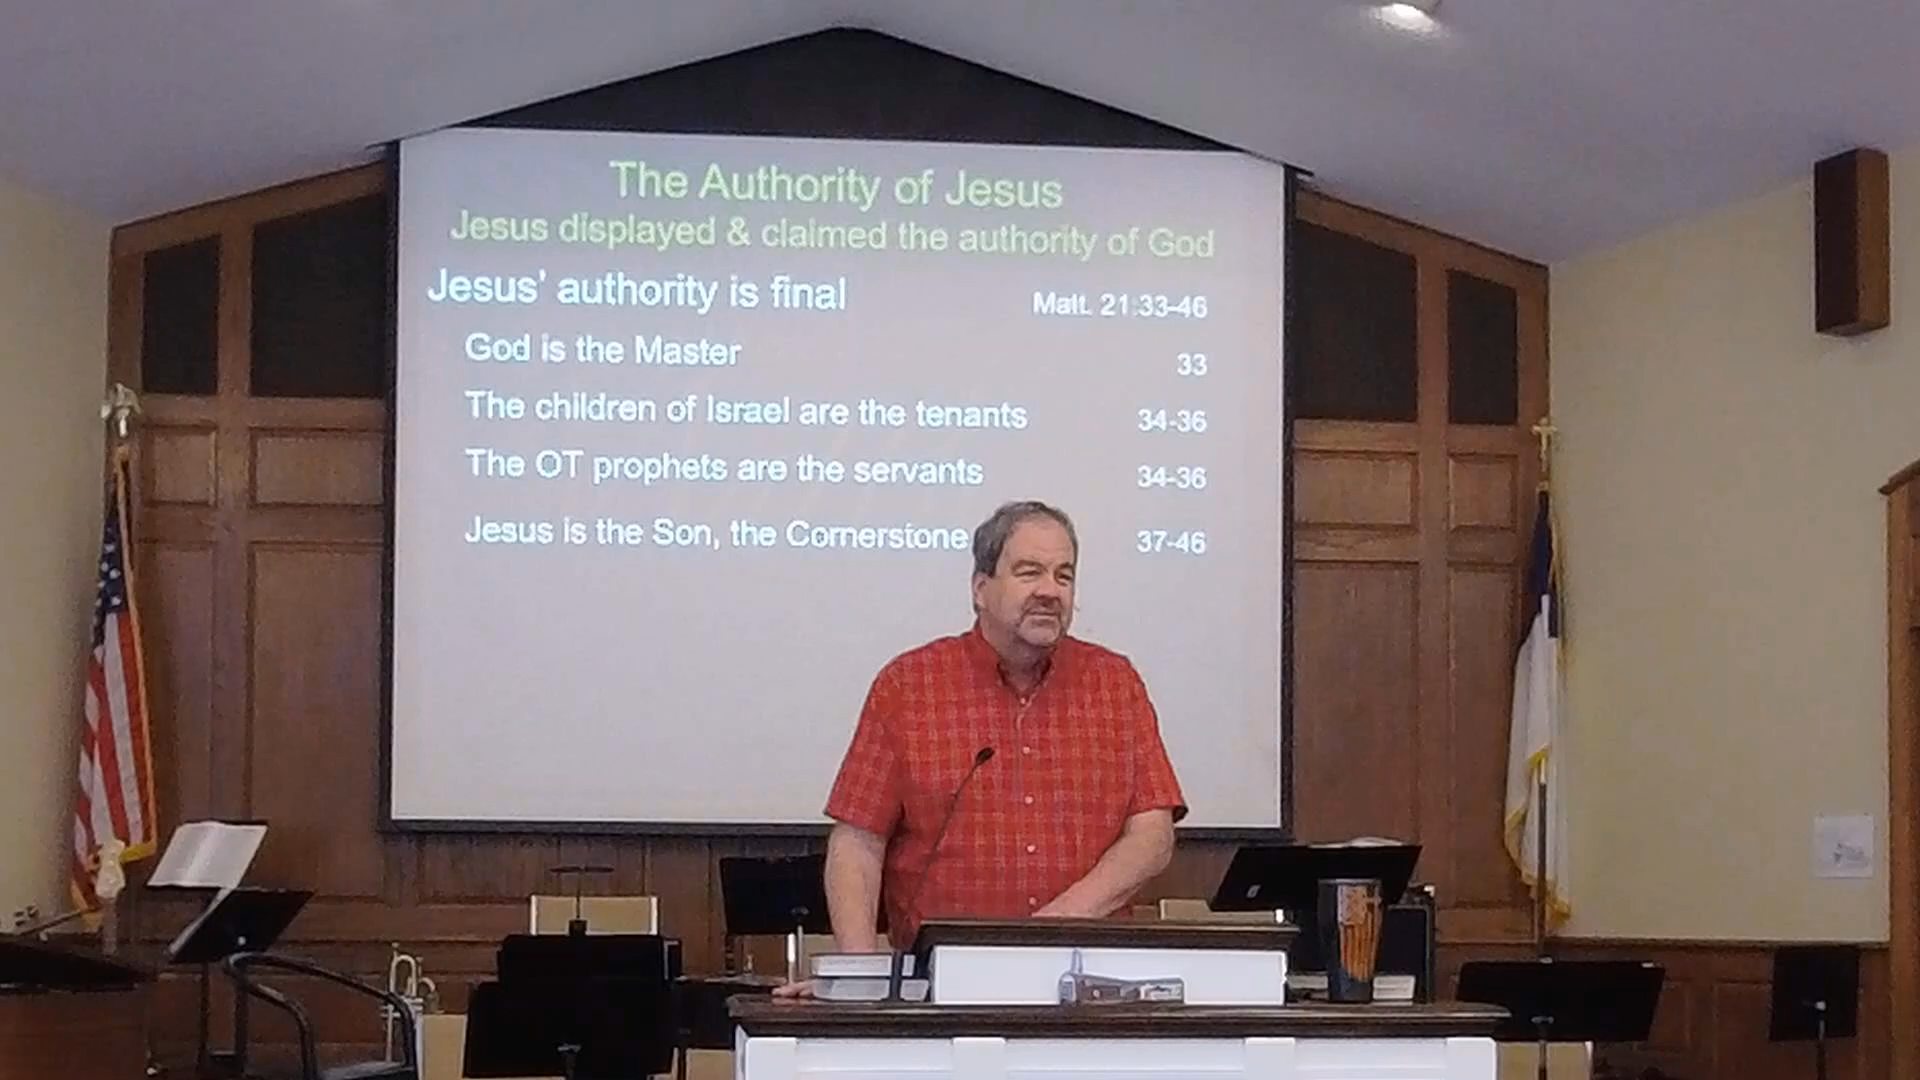 The Authority of Jesus
Jesus displayed & claimed the authority of God
Jesus' authority is final Matt. 21:33-46
God is the Master 33
The children of Israel are the tenants 34-36
The OT prophets are the servants 34-36
Jesus is the Son, the Cornerstone 37-46